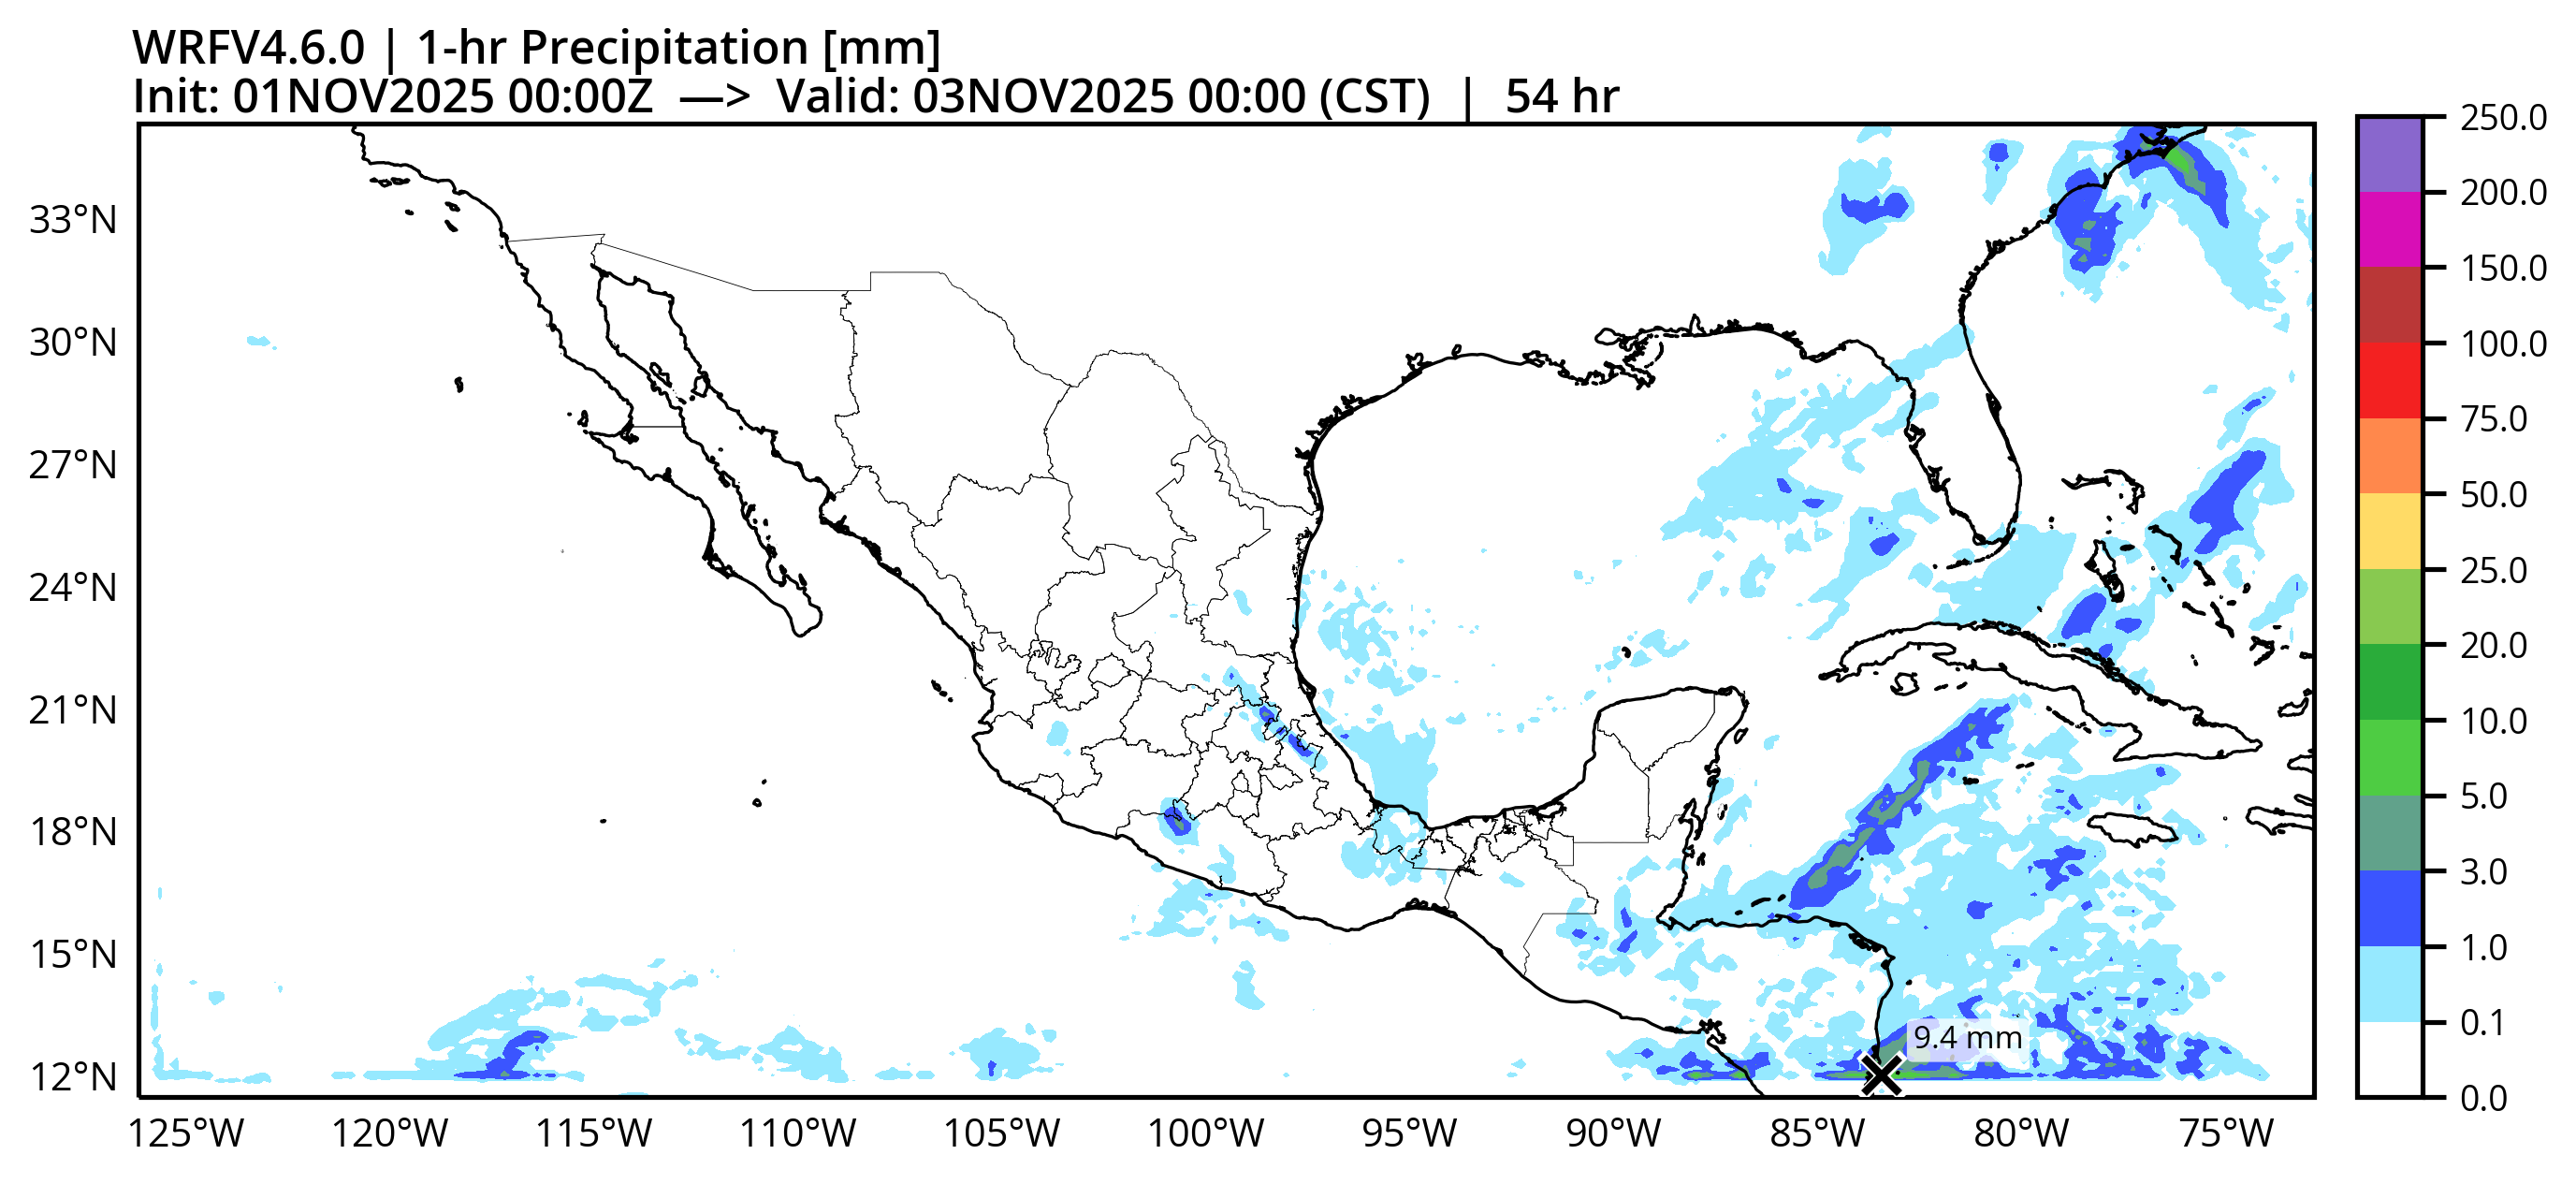 WRFV4.6.0 | 1-hr Precipitation [mm]
Init: 01NOV2025 00:00Z —> Valid: 03NOV2025 00:00 (CST) | 54 hr
33°N
30°N
27°N
24°N
21°N
18°N
15°N
12°N
125°W 120°W 115°W 110°W 105°W 100°W 95°W 90°W 85°W 80°W 75°W
9.4 mm
250.0
200.0
150.0
100.0
75.0
50.0
25.0
20.0
10.0
5.0
3.0
1.0
0.1
0.0